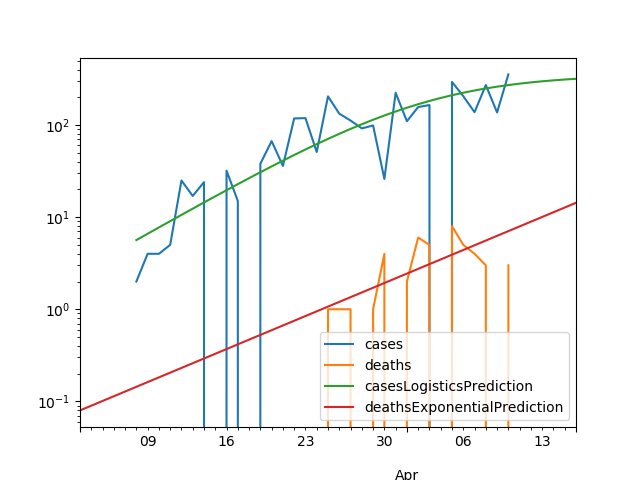 10²
10¹
10⁰
10⁻¹
cases
deaths
casesLogisticsPrediction
deathsExponentialPrediction
09 16 23 30 06 13
Apr